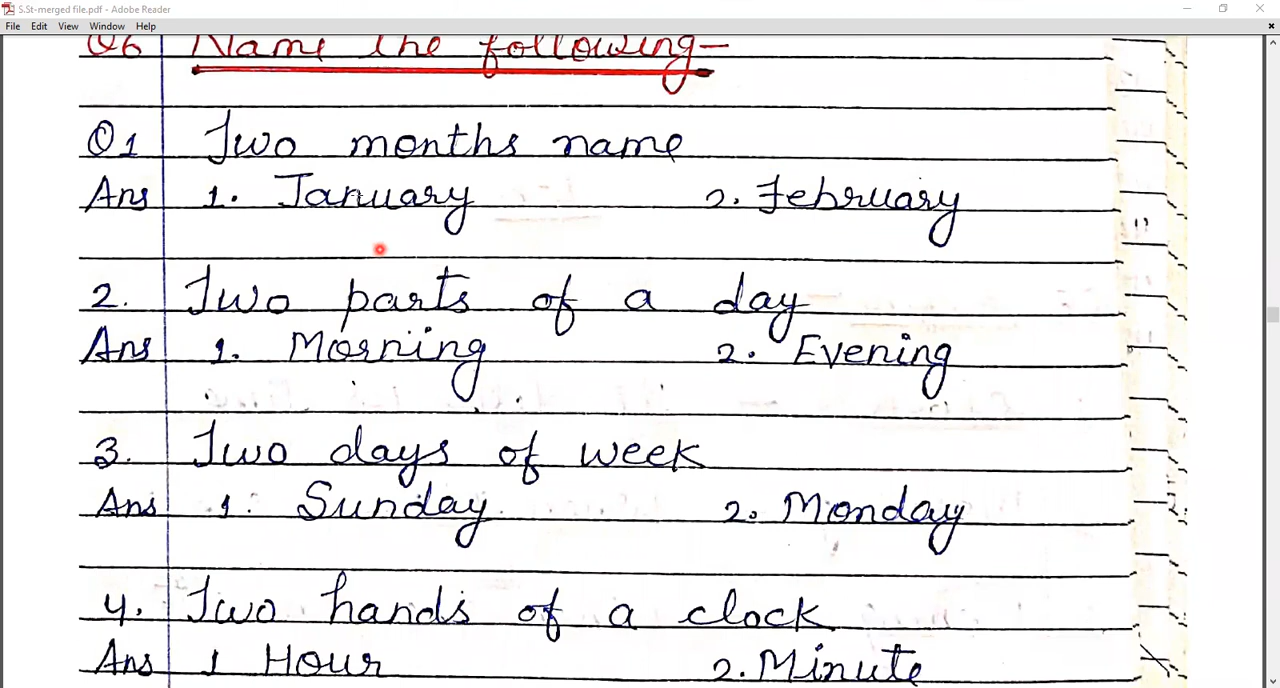 S.St-merged file.pdf - Adobe Reader
File Edit View Window Help
Q6 Name the following-
Q1 Two months name
Ans 1. January 2. February
2. Two parts of a day
Ans 1. Morning 2. Evening
3. Two days of week
Ans 1. Sunday 2. Monday
4. Two hands of a clock
Ans 1 Hour 2. Minute